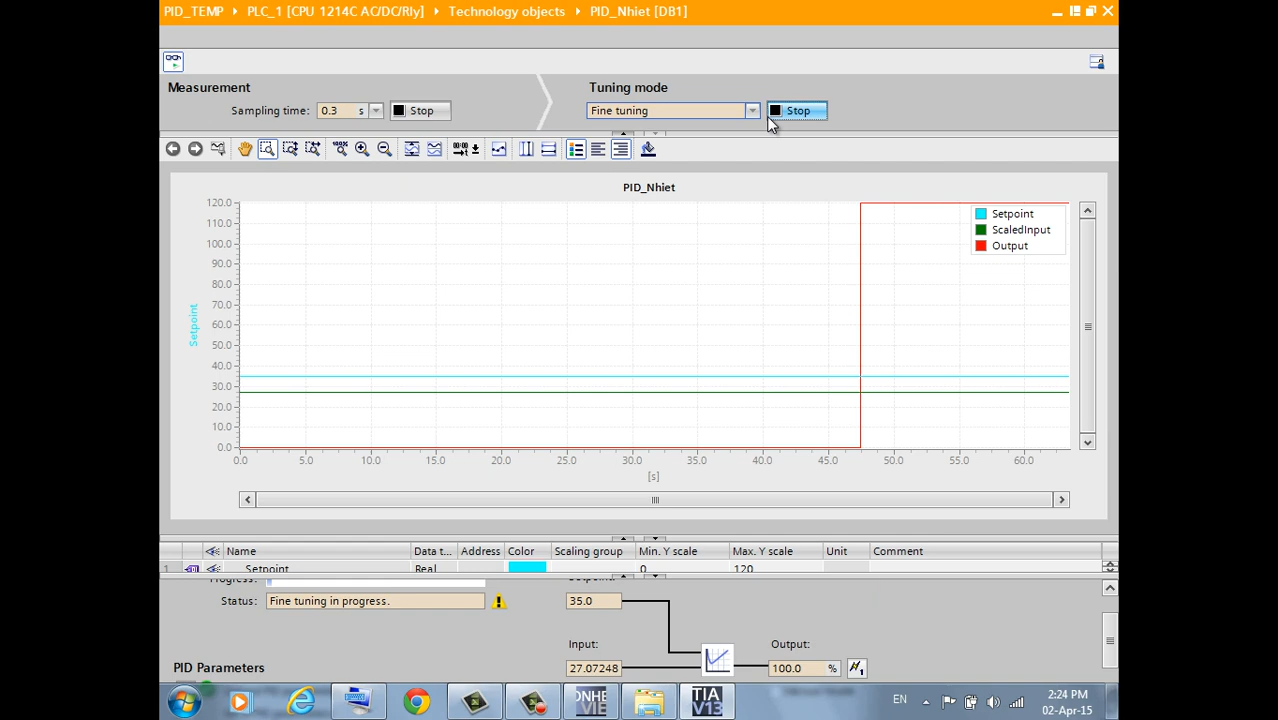 PID_TEMP PLC_1 [CPU 1214C AC/DC/Rly] Technology objects PID_Nhiet [DB1]
Measurement
Tuning mode
Sampling time: 0.3 s Stop
Fine tuning Stop
PID_Nhiet
Setpoint
ScaledInput
Output
Setpoint
120.0
110.0
100.0
90.0
80.0
70.0
60.0
50.0
40.0
30.0
20.0
10.0
0.0
0.0 5.0 10.0 15.0 20.0 25.0 30.0 35.0 40.0 45.0 50.0 55.0 60.0
[s]
Name Data t... Address Color Scaling group Min. Y scale Max. Y scale Unit Comment
1 Setpoint Real 0 120
Progress:
Setpoint:
Status: Fine tuning in progress.
35.0
Input: Output:
27.07248 100.0 %
PID Parameters
TIA
V13
EN
2:24 PM
02-Apr-15